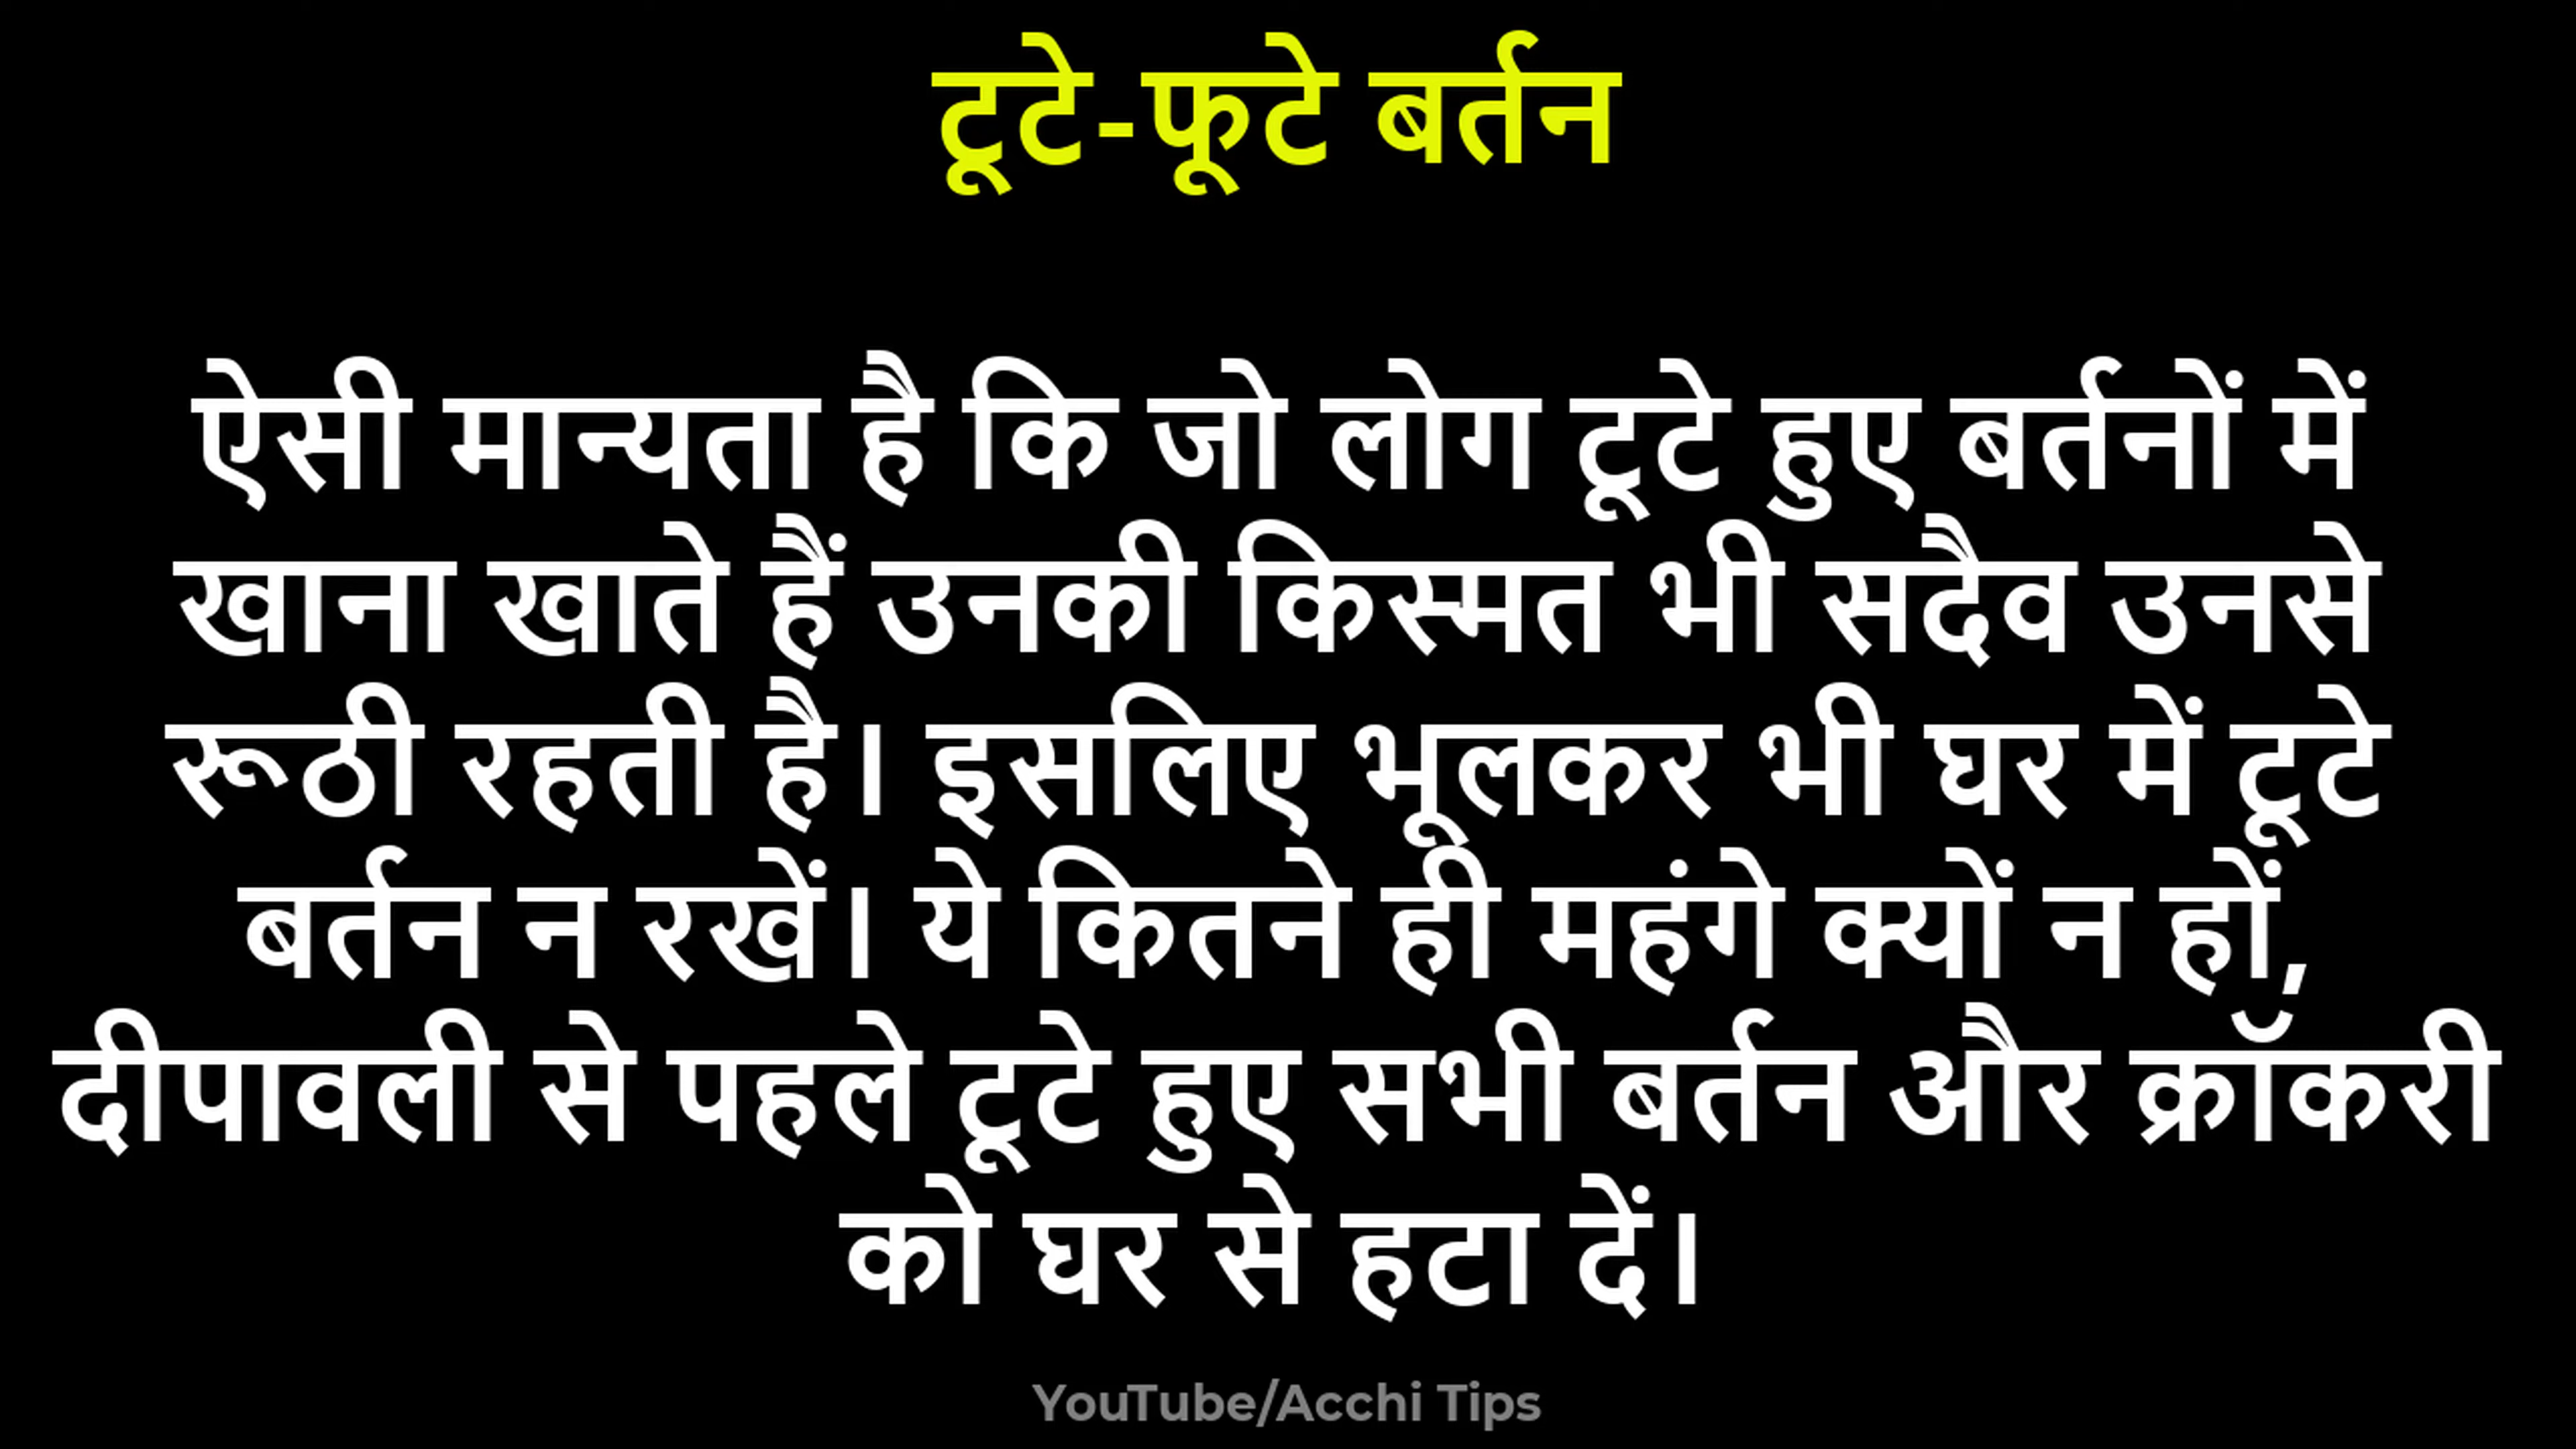 टूटे-फूटे बर्तन
ऐसी मान्यता है कि जो लोग टूटे हुए बर्तनों में
खाना खाते हैं उनकी किस्मत भी सदैव उनसे
रूठी रहती है। इसलिए भूलकर भी घर में टूटे
बर्तन न रखें। ये कितने ही महंगे क्यों न हों,
दीपावली से पहले टूटे हुए सभी बर्तन और क्रॉकरी
को घर से हटा दें।
YouTube/Acchi Tips